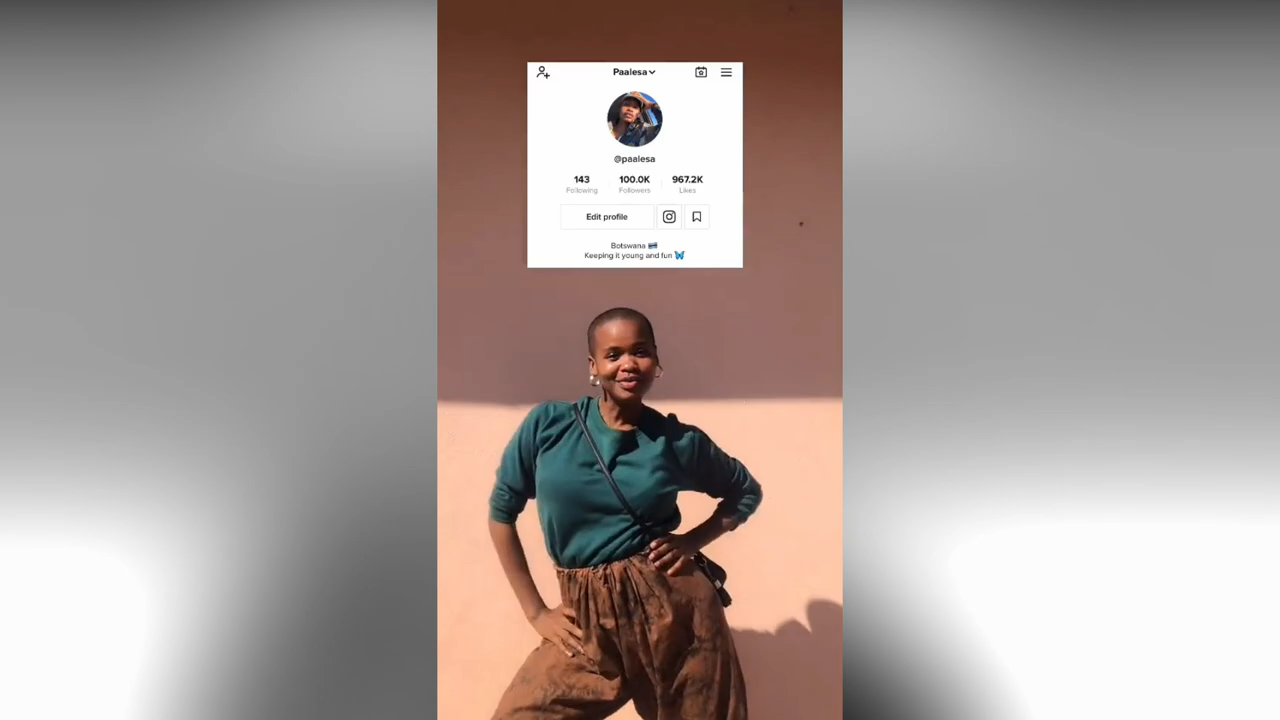 Paalesa
@paalesa
143 100.0K 967.2K
Following Followers Likes
Edit profile
Botswana 🇧🇼
Keeping it young and fun 🦋